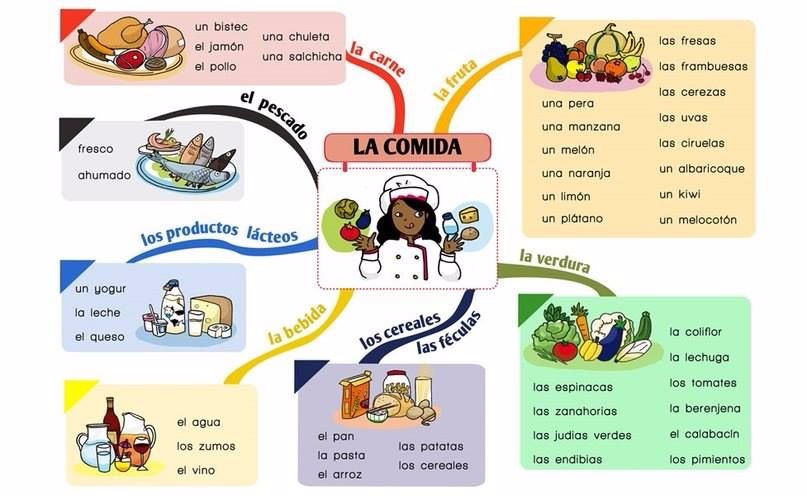 LA COMIDA
la carne
un bistec
el jamón
el pollo
una chuleta
una salchicha
la fruta
una pera
una manzana
un melón
una naranja
un limón
un plátano
las fresas
las frambuesas
las cerezas
las uvas
las ciruelas
un albaricoque
un kiwi
un melocotón
el pescado
fresco
ahumado
los productos lácteos
un yogur
la leche
el queso
la verdura
las espinacas
las zanahorias
las judias verdes
las endibias
la coliflor
la lechuga
los tomates
la berenjena
el calabacín
los pimientos
la bebida
el agua
los zumos
el vino
los cereales
las féculas
el pan
la pasta
el arroz
las patatas
los cereales